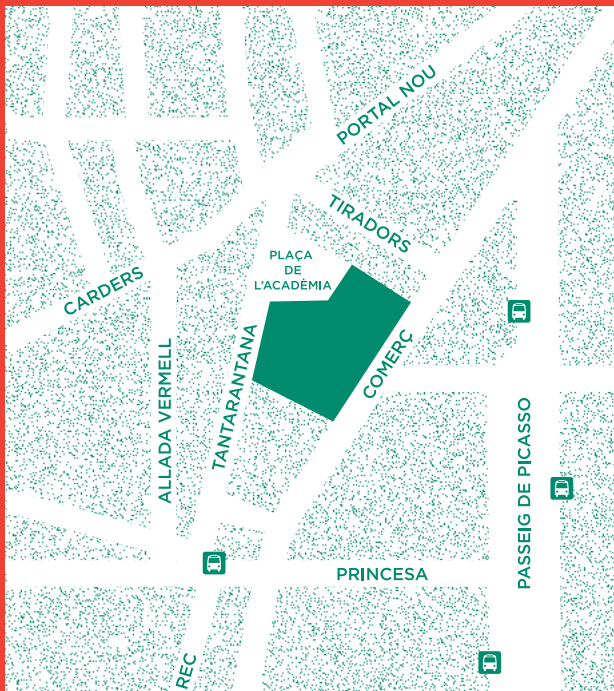 PORTAL NOU
TIRADORS
PLAÇA
DE
L'ACADÈMIA
CARDERS
COMERÇ
TANTARANTANA
ALLADA VERMELL
PASSEIG DE PICASSO
PRINCESA
REC